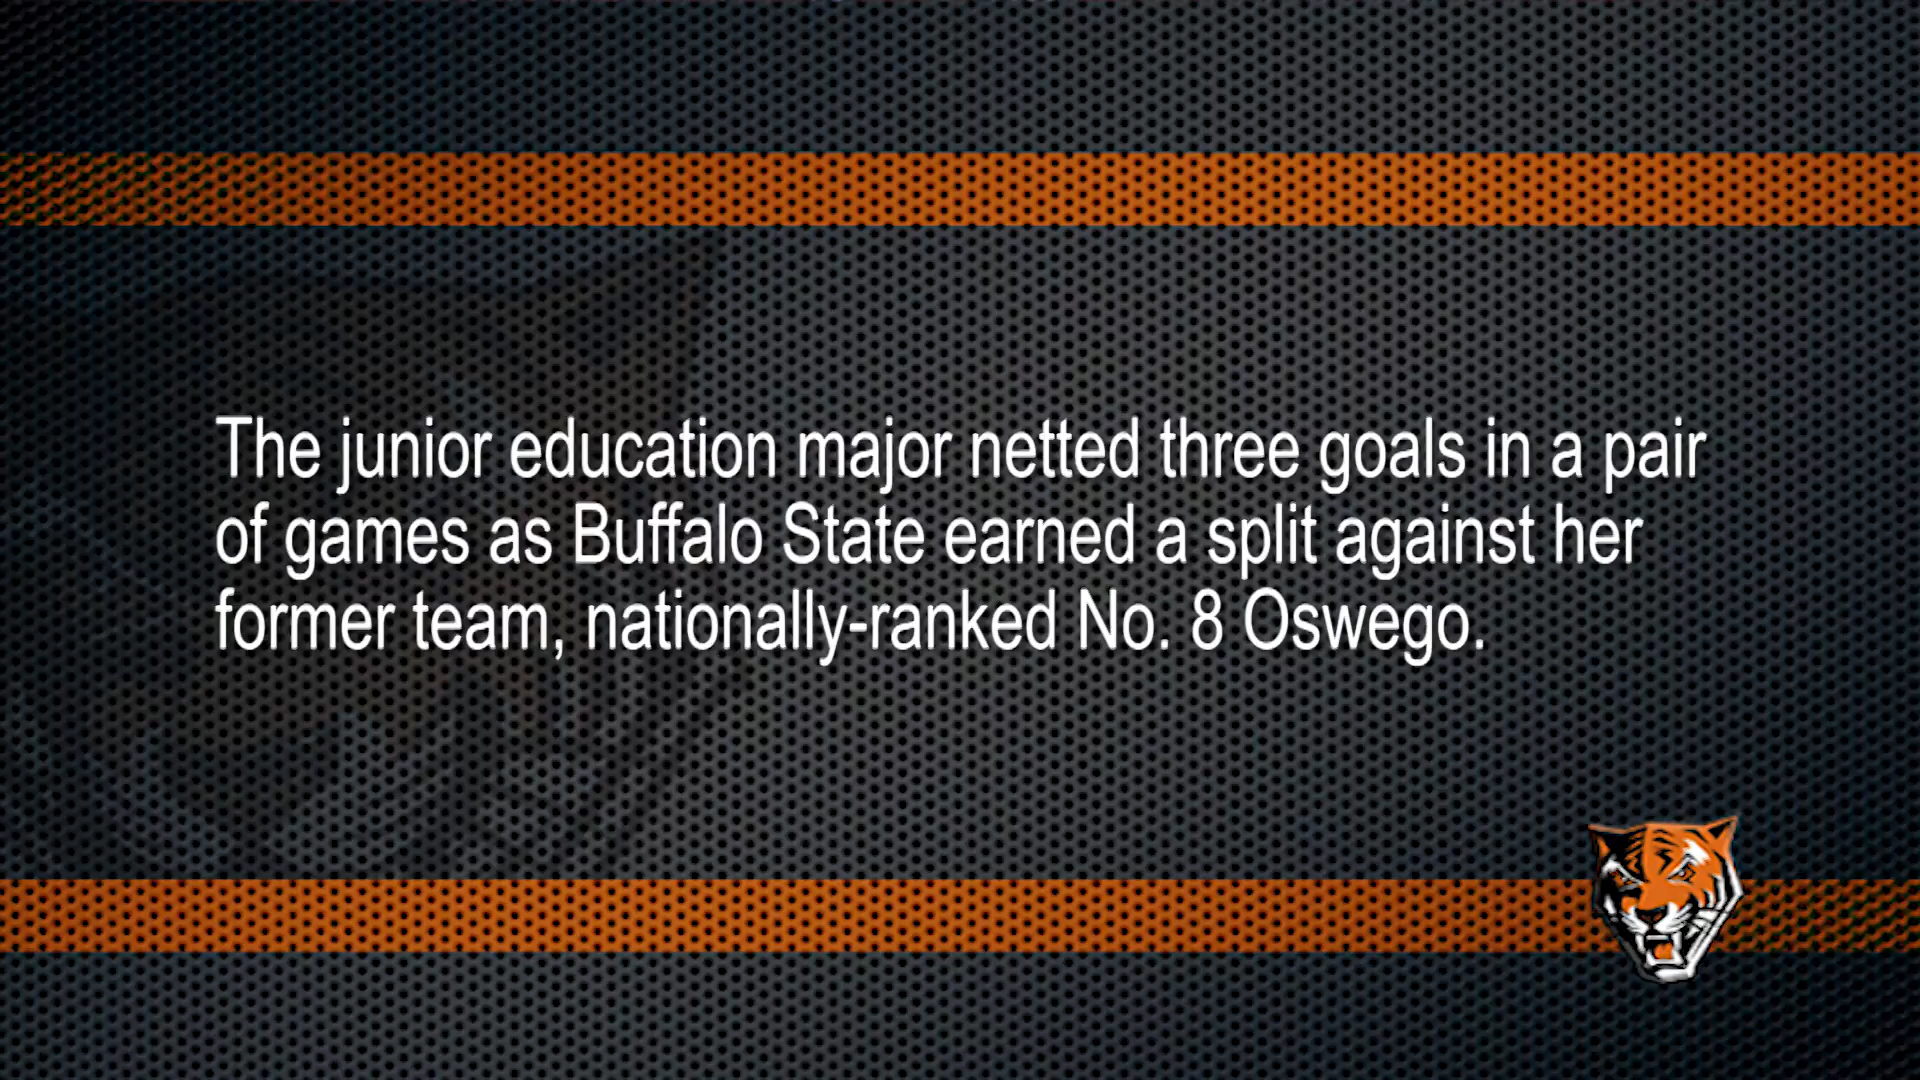 The junior education major netted three goals in a pair
of games as Buffalo State earned a split against her
former team, nationally-ranked No. 8 Oswego.